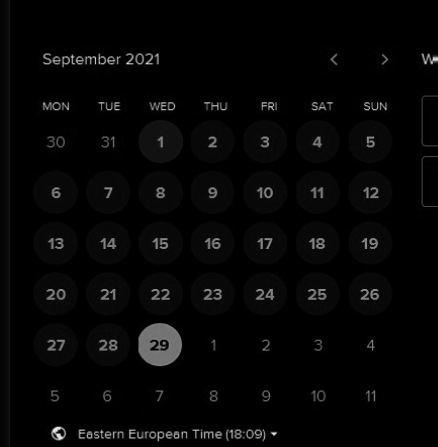 September 2021
MON TUE WED THU FRI SAT SUN
30 31 1 2 3 4 5
6 7 8 9 10 11 12
13 14 15 16 17 18 19
20 21 22 23 24 25 26
27 28 29 1 2 3 4
5 6 7 8 9 10 11
Eastern European Time (18:09)